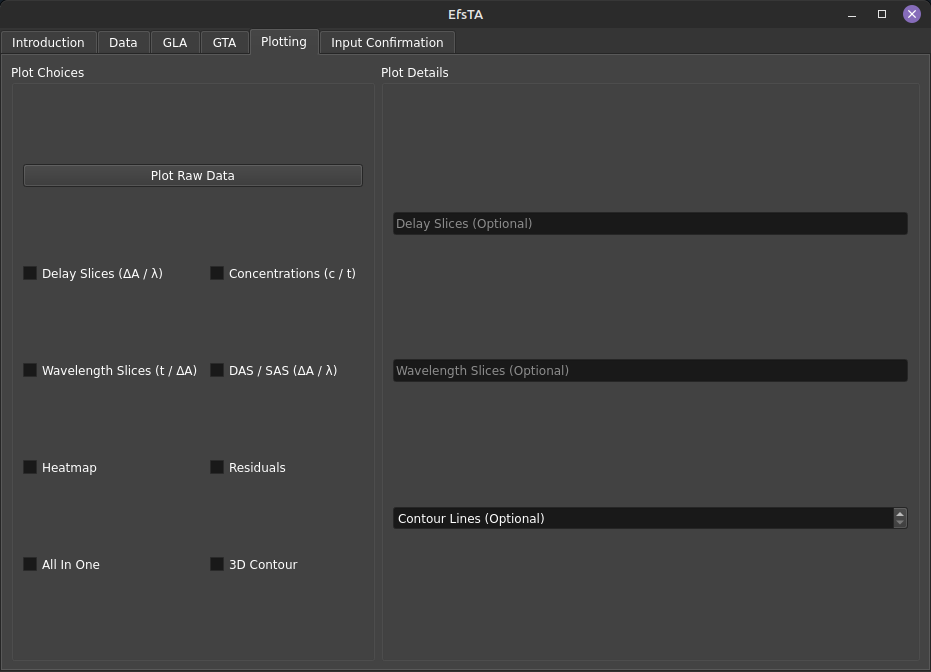 EfsTA
Introduction Data GLA GTA Plotting Input Confirmation
Plot Choices
Plot Raw Data
Delay Slices (ΔA / λ) Concentrations (c / t)
Wavelength Slices (t / ΔA) DAS / SAS (ΔA / λ)
Heatmap Residuals
All In One 3D Contour
Plot Details
Delay Slices (Optional)
Wavelength Slices (Optional)
Contour Lines (Optional)